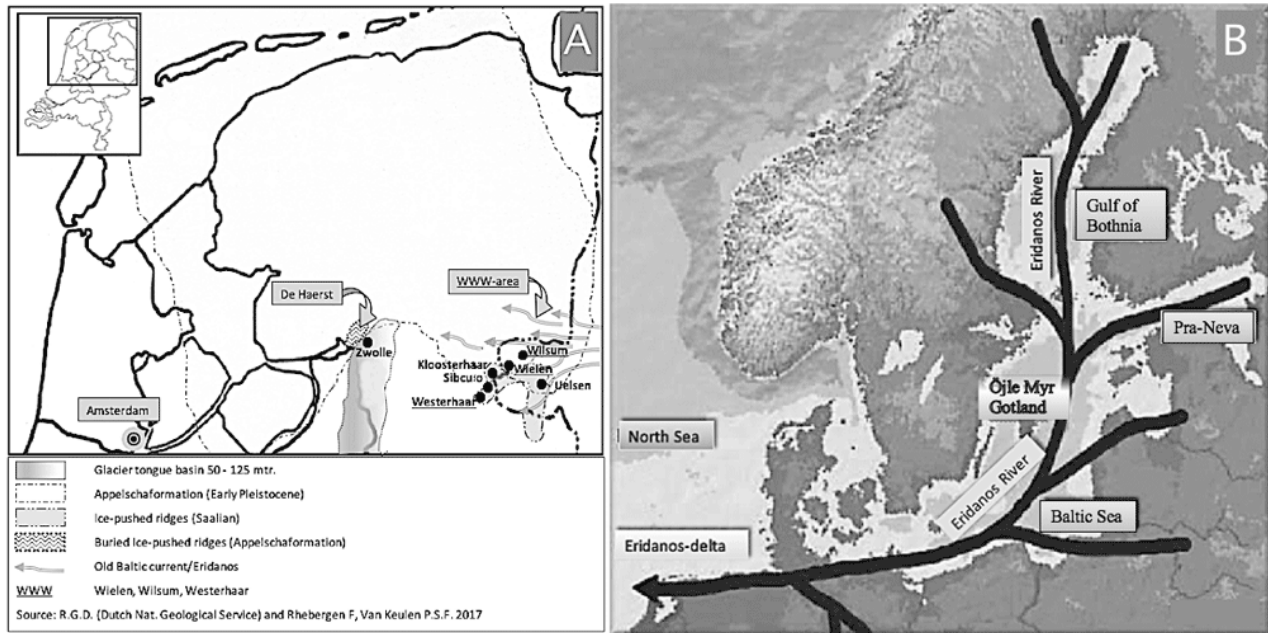 A
De Haerst
WWW-area
Zwolle
Wilsum
Kloosterhaar
Wielen
Sibculo
Uelsen
Westerhaar
Amsterdam
Glacier tongue basin 50 - 125 mtr.
Appelschaformation (Early Pleistocene)
Ice-pushed ridges (Saalian)
Buried Ice-pushed ridges (Appelschaformation)
Old Baltic current/Eridanos
WWW Wielen, Wilsum, Westerhaar
Source: R.G.D. (Dutch Nat. Geological Service) and Rhebergen F, Van Keulen P.S.F. 2017
B
Eridanos River
Gulf of
Bothnia
Pra-Neva
Öjle Myr
Gotland
North Sea
Eridanos River
Baltic Sea
Eridanos-delta